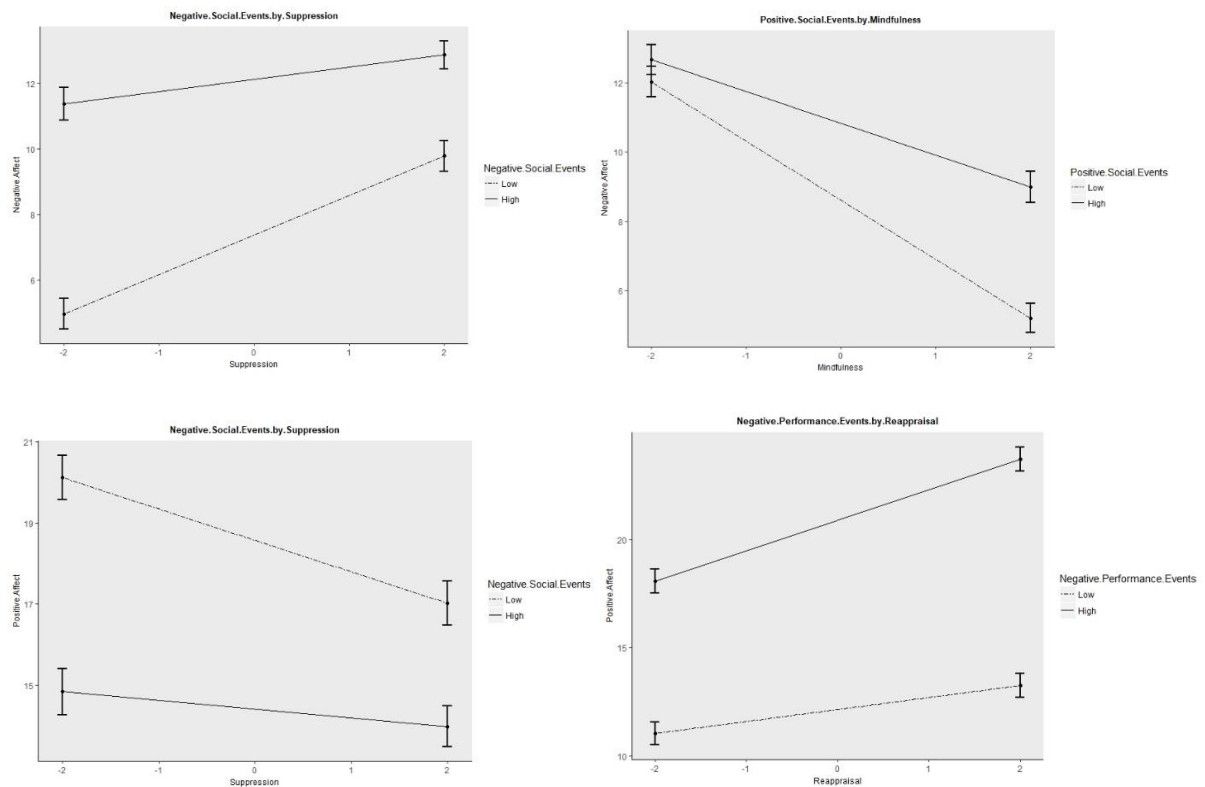 Negative.Social.Events.by.Suppression
12
10
8
6
Negative.Affect
-2
-1
0
1
2
Suppression
Negative.Social.Events
Low
High
Positive.Social.Events.by.Mindfulness
12
10
8
6
Negative.Affect
-2
-1
0
1
2
Mindfulness
Positive.Social.Events
Low
High
Negative.Social.Events.by.Suppression
21
19
17
15
Positive.Affect
-2
-1
0
1
2
Suppression
Negative.Social.Events
Low
High
Negative.Performance.Events.by.Reappraisal
20
15
10
Positive.Affect
-2
-1
0
1
2
Reappraisal
Negative.Performance.Events
Low
High